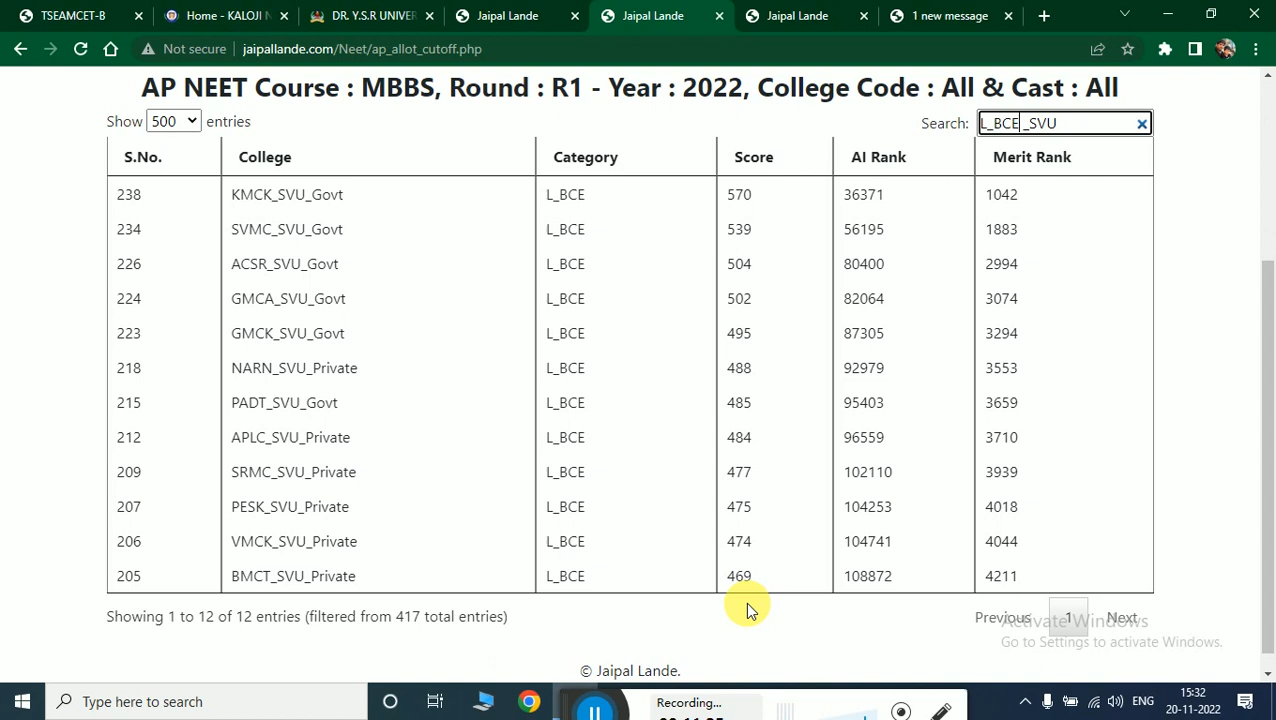 TSEAMCET-B
Home - KALOJI N
DR. Y.S.R UNIVER
Jaipal Lande
Jaipal Lande
Jaipal Lande
1 new message
Not secure jaipallande.com/Neet/ap_allot_cutoff.php
AP NEET Course : MBBS, Round : R1 - Year : 2022, College Code : All & Cast : All
Show 500 entries Search: L_BCE _SVU
S.No. College Category Score AI Rank Merit Rank
238 KMCK_SVU_Govt L_BCE 570 36371 1042
234 SVMC_SVU_Govt L_BCE 539 56195 1883
226 ACSR_SVU_Govt L_BCE 504 80400 2994
224 GMCA_SVU_Govt L_BCE 502 82064 3074
223 GMCK_SVU_Govt L_BCE 495 87305 3294
218 NARN_SVU_Private L_BCE 488 92979 3553
215 PADT_SVU_Govt L_BCE 485 95403 3659
212 APLC_SVU_Private L_BCE 484 96559 3710
209 SRMC_SVU_Private L_BCE 477 102110 3939
207 PESK_SVU_Private L_BCE 475 104253 4018
206 VMCK_SVU_Private L_BCE 474 104741 4044
205 BMCT_SVU_Private L_BCE 469 108872 4211
Showing 1 to 12 of 12 entries (filtered from 417 total entries) Previous 1 Next
Activate Windows
Go to Settings to activate Windows.
© Jaipal Lande.
Type here to search
Recording...
ENG
15:32
20-11-2022